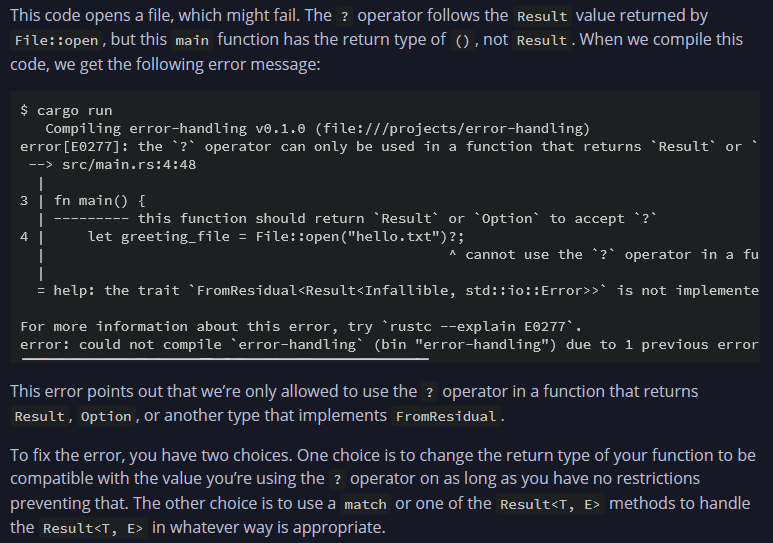 This code opens a file, which might fail. The ? operator follows the Result value returned by
File::open, but this main function has the return type of (), not Result. When we compile this
code, we get the following error message:
$ cargo run
   Compiling error-handling v0.1.0 (file:///projects/error-handling)
error[E0277]: the `?` operator can only be used in a function that returns `Result` or `
 --> src/main.rs:4:48
  |
3 | fn main() {
  | --------- this function should return `Result` or `Option` to accept `?`
4 |     let greeting_file = File::open("hello.txt")?;
  |                                                ^ cannot use the `?` operator in a fu
  |
  = help: the trait `FromResidual<Result<Infallible, std::io::Error>>` is not implemente
For more information about this error, try `rustc --explain E0277`.
error: could not compile `error-handling` (bin "error-handling") due to 1 previous error
This error points out that we're only allowed to use the ? operator in a function that returns
Result, Option, or another type that implements FromResidual.
To fix the error, you have two choices. One choice is to change the return type of your function to be
compatible with the value you're using the ? operator on as long as you have no restrictions
preventing that. The other choice is to use a match or one of the Result<T, E> methods to handle
the Result<T, E> in whatever way is appropriate.